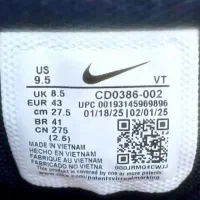 US
9.5
VT
UK 8.5
EUR 43
cm 27.5
BR 41
CN 275
(2.6)
CD0386-002
UPC 00193145969896
01/18/25 02/01/25
MADE IN VIETNAM
FABRIQUÉ AU VIETNAM
HECHO EN VIETNAM